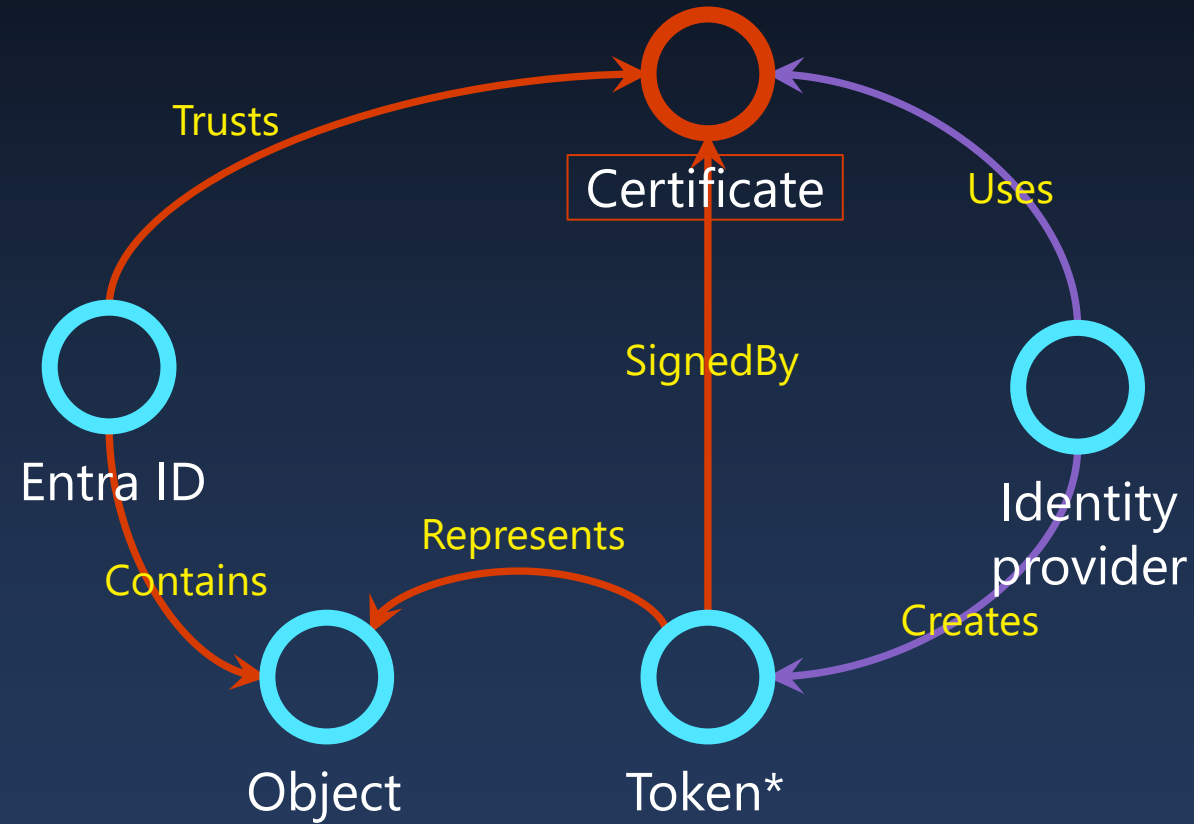 Trusts
Certificate
Uses
SignedBy
Entra ID
Identity
provider
Represents
Contains
Creates
Object
Token*